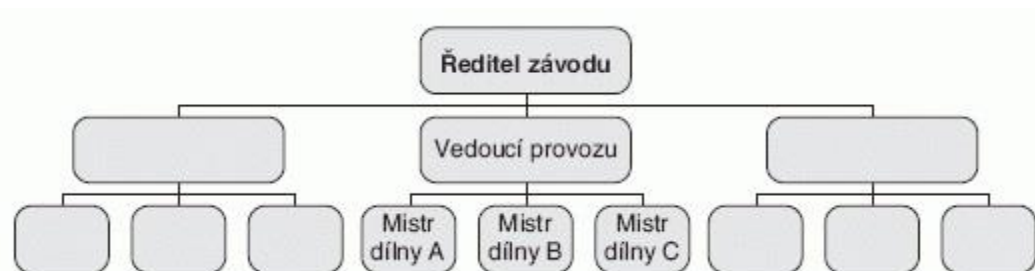 Ředitel závodu
Vedoucí provozu
Mistr
dílny A
Mistr
dílny B
Mistr
dílny C